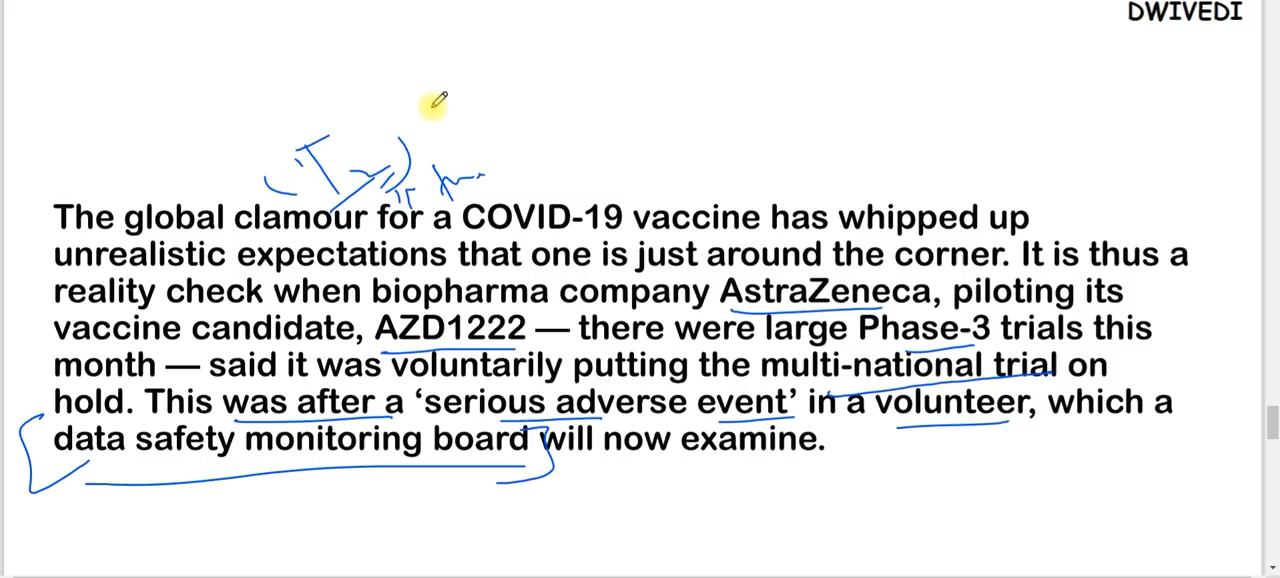 DWIVEDI
The global clamour for a COVID-19 vaccine has whipped up
unrealistic expectations that one is just around the corner. It is thus a
reality check when biopharma company AstraZeneca, piloting its
vaccine candidate, AZD1222 — there were large Phase-3 trials this
month — said it was voluntarily putting the multi-national trial on
hold. This was after a ‘serious adverse event’ in a volunteer, which a
data safety monitoring board will now examine.